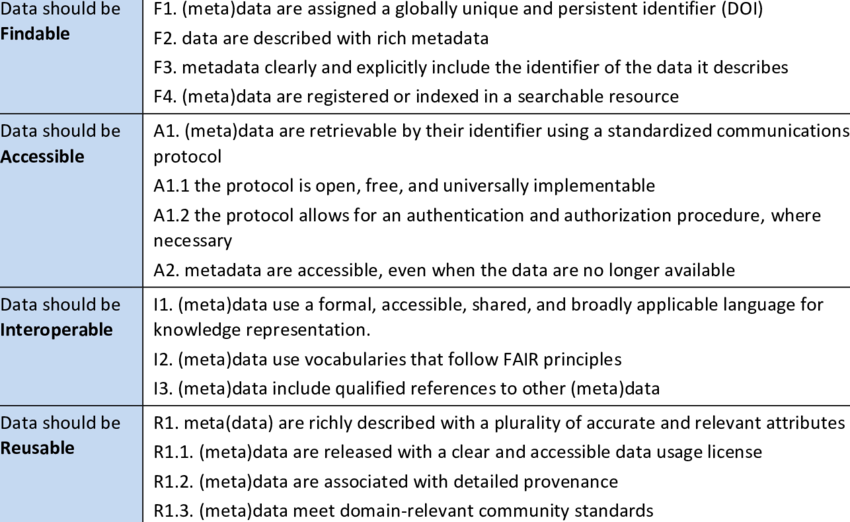 Data should be
Findable
F1. (meta)data are assigned a globally unique and persistent identifier (DOI)
F2. data are described with rich metadata
F3. metadata clearly and explicitly include the identifier of the data it describes
F4. (meta)data are registered or indexed in a searchable resource
Data should be
Accessible
A1. (meta)data are retrievable by their identifier using a standardized communications
protocol
A1.1 the protocol is open, free, and universally implementable
A1.2 the protocol allows for an authentication and authorization procedure, where
necessary
A2. metadata are accessible, even when the data are no longer available
Data should be
Interoperable
I1. (meta)data use a formal, accessible, shared, and broadly applicable language for
knowledge representation.
I2. (meta)data use vocabularies that follow FAIR principles
I3. (meta)data include qualified references to other (meta)data
Data should be
Reusable
R1. meta(data) are richly described with a plurality of accurate and relevant attributes
R1.1. (meta)data are released with a clear and accessible data usage license
R1.2. (meta)data are associated with detailed provenance
R1.3. (meta)data meet domain-relevant community standards